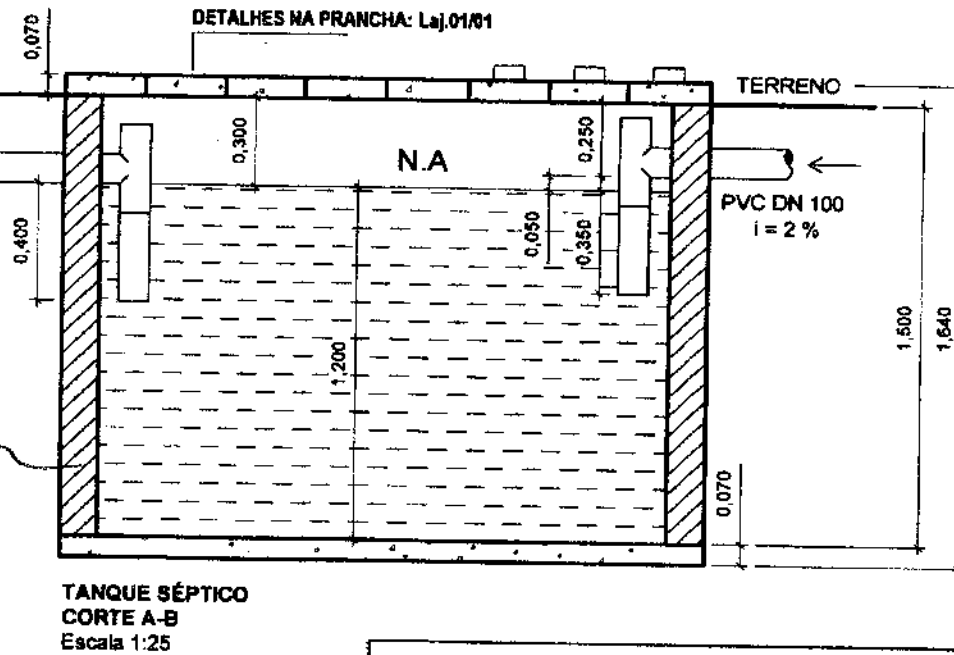 DETALHES NA PRANCHA: Laj.01/01
0,070
TERRENO
0,300
0,250
N.A
PVC DN 100
i = 2 %
0,400
0,050
0,350
1,200
1,500
1,640
0,070
TANQUE SÉPTICO
CORTE A-B
Escala 1:25